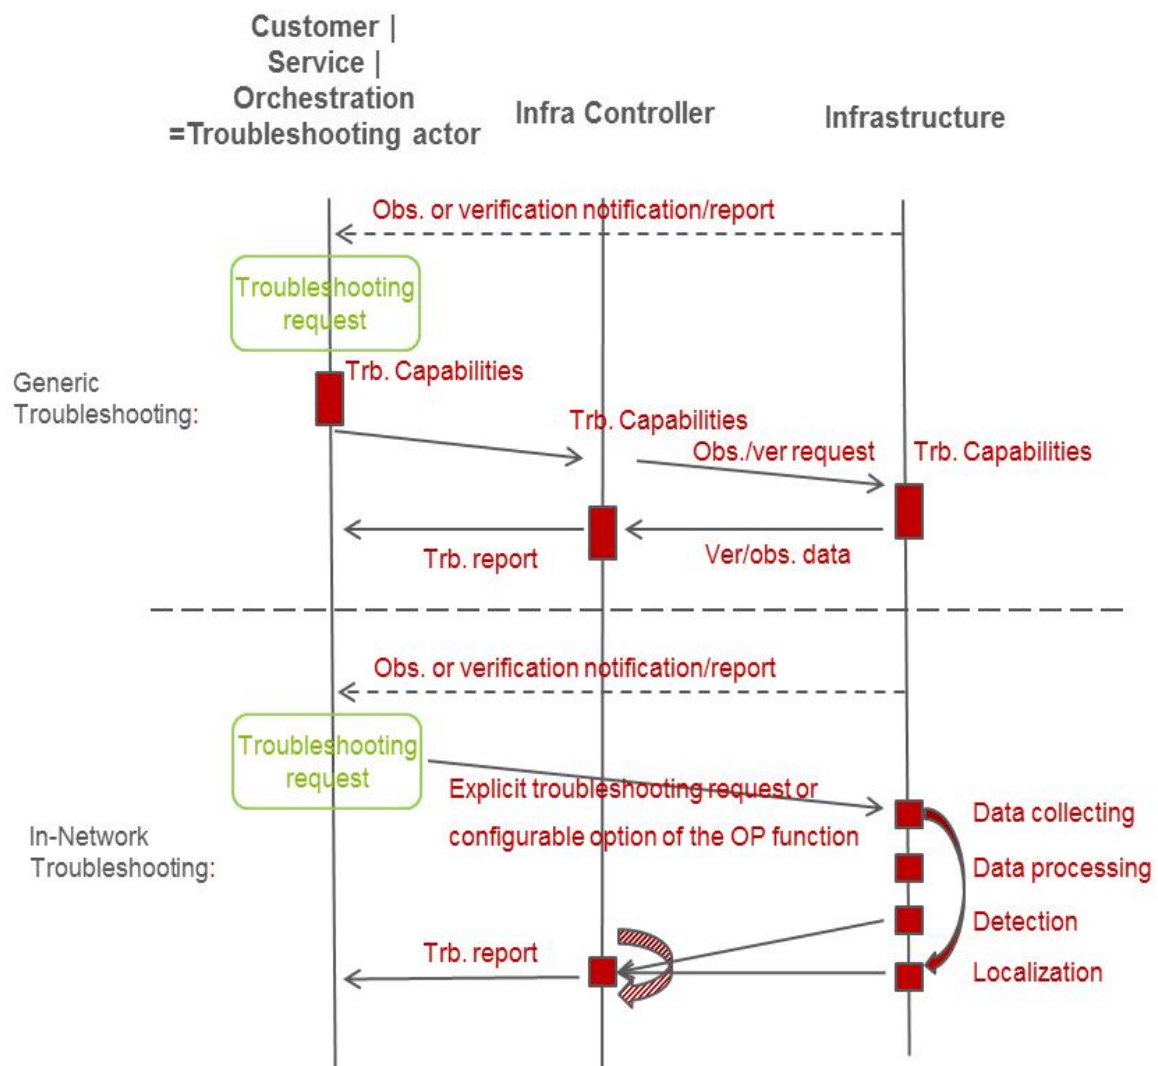 Customer |
Service |
Orchestration
=Troubleshooting actor
Infra Controller
Infrastructure
Obs. or verification notification/report
Troubleshooting
request
Generic
Troubleshooting:
Trb. Capabilities
Trb. Capabilities
Obs./ver request
Trb. Capabilities
Trb. report
Ver/obs. data
Obs. or verification notification/report
Troubleshooting
request
Explicit troubleshooting request or
configurable option of the OP function
In-Network
Troubleshooting:
Data collecting
Data processing
Detection
Localization
Trb. report